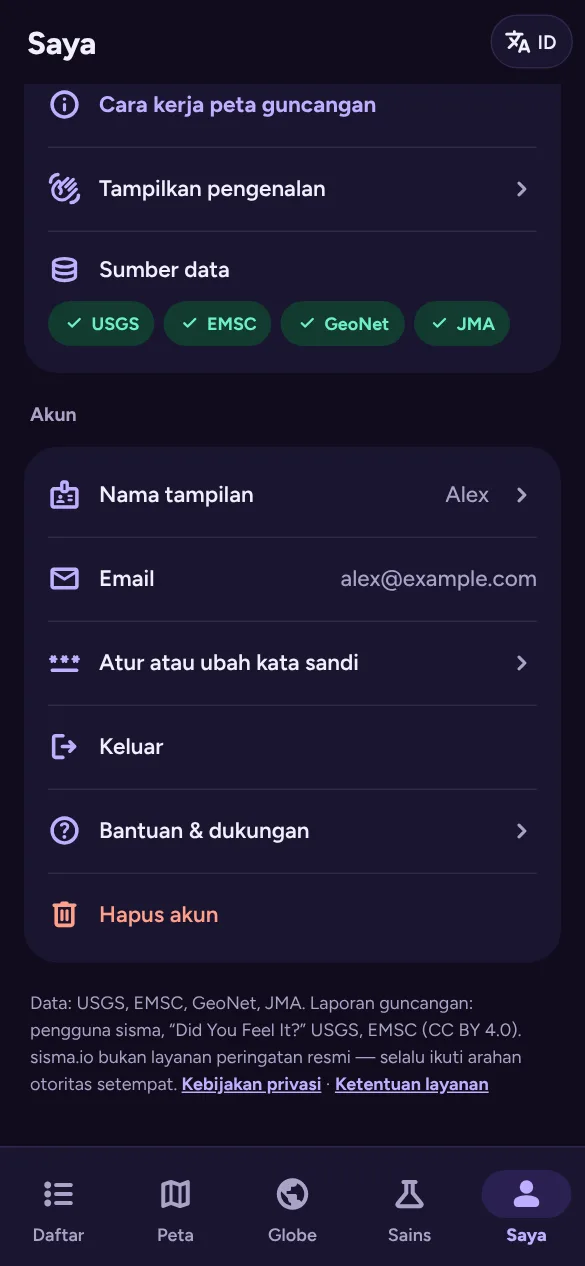 Saya
ID
Cara kerja peta guncangan
Tampilkan pengenalan
Sumber data
USGS
EMSC
GeoNet
JMA
Akun
Nama tampilan
Alex
Email
alex@example.com
Atur atau ubah kata sandi
Keluar
Bantuan & dukungan
Hapus akun
Data: USGS, EMSC, GeoNet, JMA. Laporan guncangan:
pengguna sisma, “Did You Feel It?” USGS, EMSC (CC BY 4.0).
sisma.io bukan layanan peringatan resmi — selalu ikuti arahan
otoritas setempat. Kebijakan privasi · Ketentuan layanan
Daftar
Peta
Globe
Sains
Saya